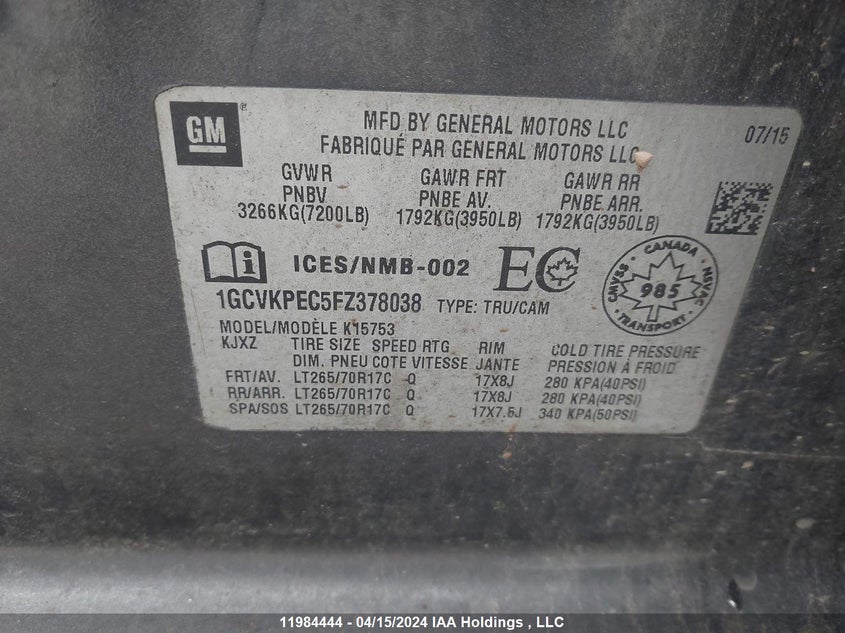 GM
MFD BY GENERAL MOTORS LLC 07/15
FABRIQUÉ PAR GENERAL MOTORS LLC
GVWR GAWR FRT GAWR RR
PNBV PNBE AV. PNBE ARR.
3266KG(7200LB) 1792KG(3950LB) 1792KG(3950LB)
i ICES/NMB-002 EC
CANADA
CMVSS 985 NSVAC
TRANSPORT
1GCVKPEC5FZ378038 TYPE: TRU/CAM
MODEL/MODÈLE K15753
KJXZ TIRE SIZE SPEED RTG RIM COLD TIRE PRESSURE
DIM. PNEU COTE VITESSE JANTE PRESSION À FROID
FRT/AV. LT265/70R17C Q 17X8J 280 KPA(40PSI)
RR/ARR. LT265/70R17C Q 17X8J 280 KPA(40PSI)
SPA/SOS LT265/70R17C Q 17X7.5J 340 KPA(50PSI)
11984444 - 04/15/2024 IAA Holdings , LLC